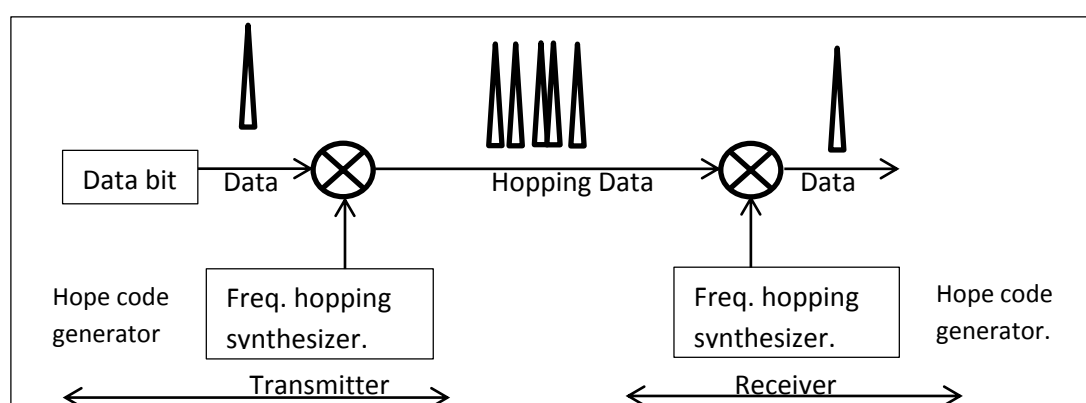 Data bit
Data
Hopping Data
Data
Hope code
generator
Freq. hopping
synthesizer.
Freq. hopping
synthesizer.
Hope code
generator.
Transmitter
Receiver